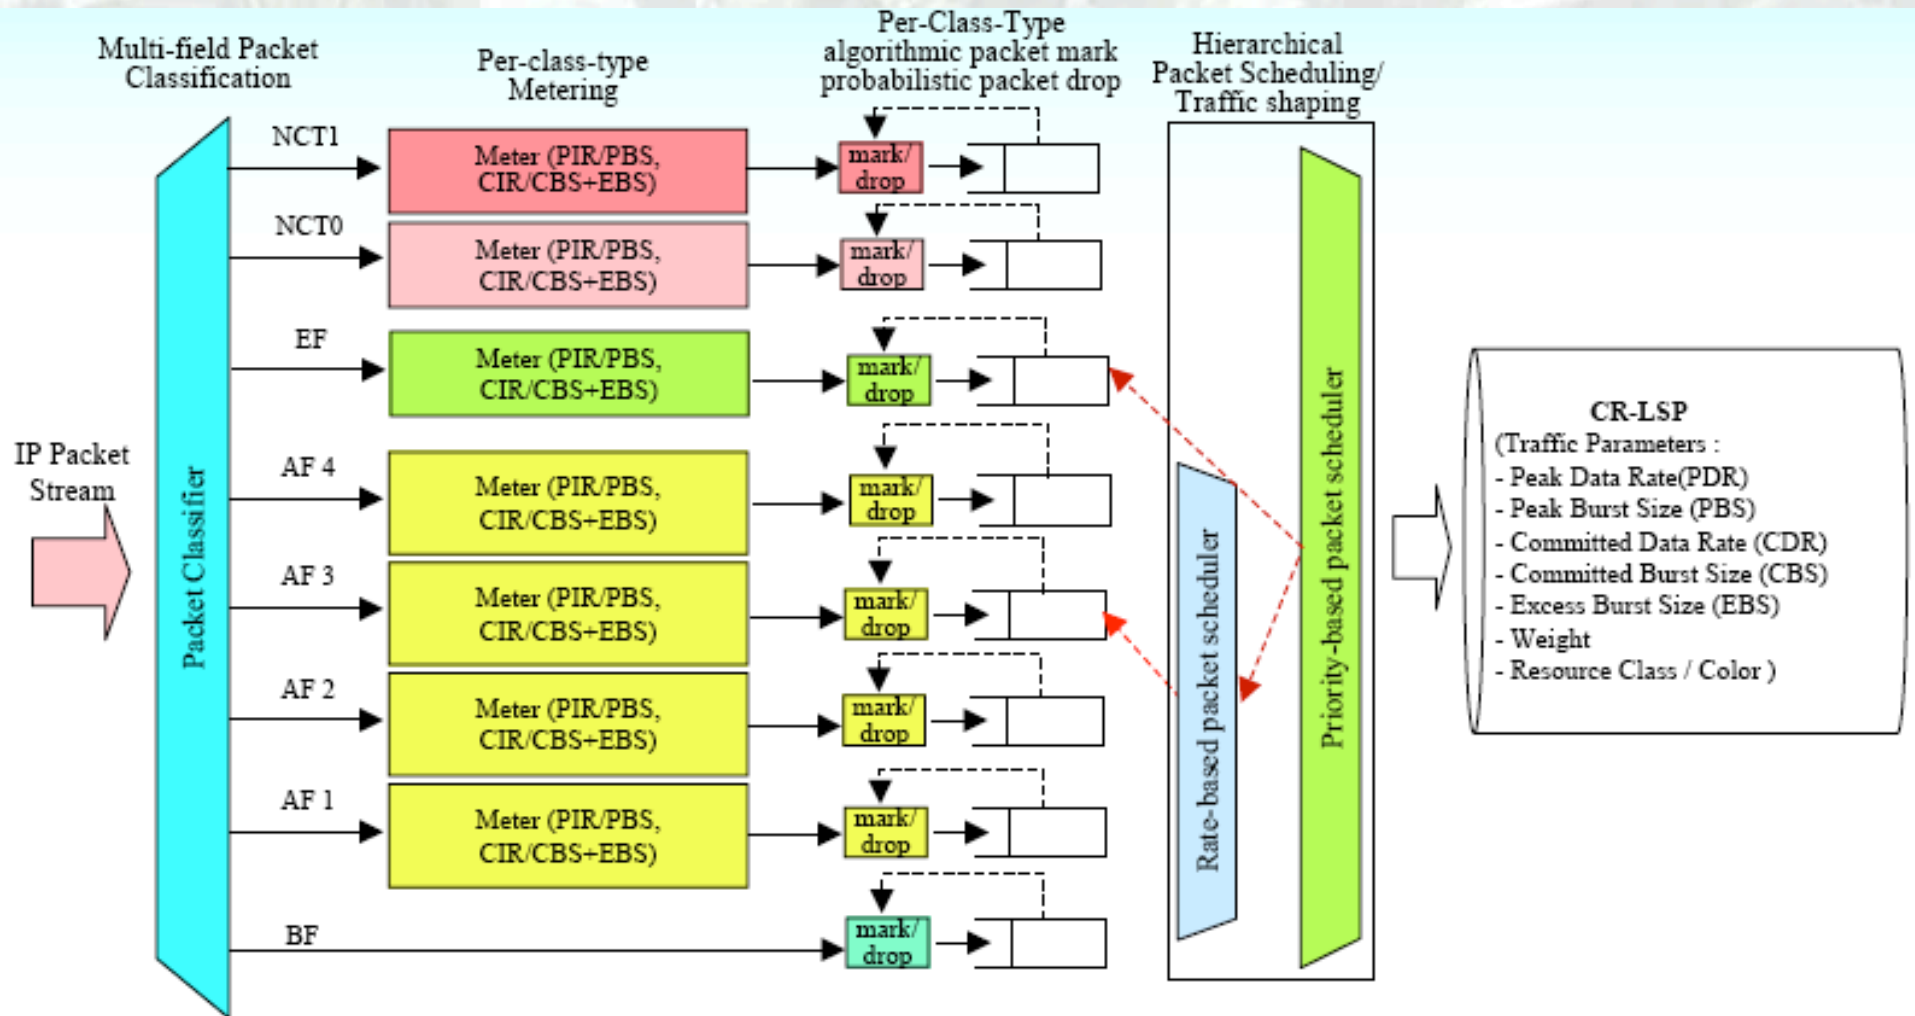 Multi-field Packet
Classification
Per-class-type
Metering
Per-Class-Type
algorithmic packet mark
probabilistic packet drop
Hierarchical
Packet Scheduling/
Traffic shaping
IP Packet
Stream
Packet Classifier
NCT1
Meter (PIR/PBS,
CIR/CBS+EBS)
mark/
drop
NCT0
Meter (PIR/PBS,
CIR/CBS+EBS)
mark/
drop
EF
Meter (PIR/PBS,
CIR/CBS+EBS)
mark/
drop
AF 4
Meter (PIR/PBS,
CIR/CBS+EBS)
mark/
drop
AF 3
Meter (PIR/PBS,
CIR/CBS+EBS)
mark/
drop
AF 2
Meter (PIR/PBS,
CIR/CBS+EBS)
mark/
drop
AF 1
Meter (PIR/PBS,
CIR/CBS+EBS)
mark/
drop
BF
mark/
drop
Rate-based packet scheduler
Priority-based packet scheduler
CR-LSP
(Traffic Parameters :
- Peak Data Rate(PDR)
- Peak Burst Size (PBS)
- Committed Data Rate (CDR)
- Committed Burst Size (CBS)
- Excess Burst Size (EBS)
- Weight
- Resource Class / Color )